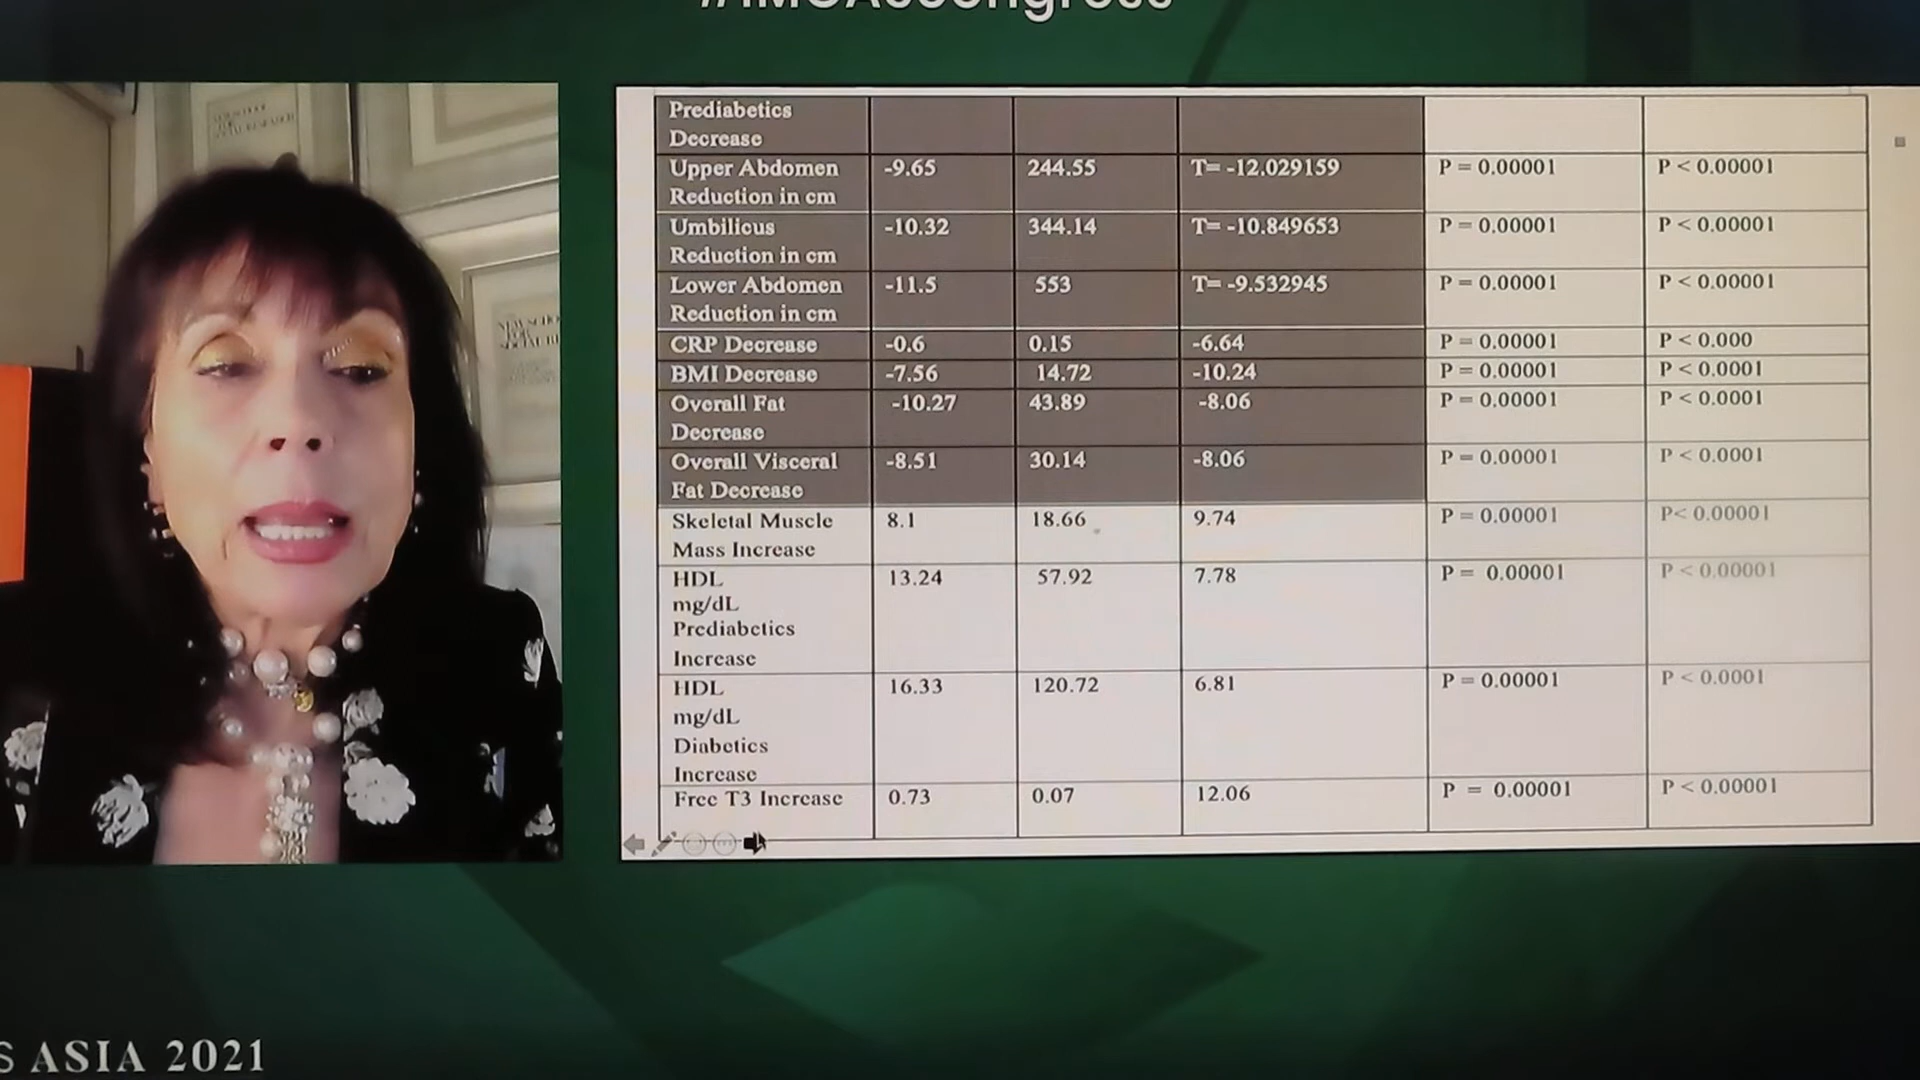 Prediabetics
Decrease
Upper Abdomen -9.65 244.55 T= -12.029159 P = 0.00001 P < 0.00001
Reduction in cm
Umbilicus -10.32 344.14 T= -10.849653 P = 0.00001 P < 0.00001
Reduction in cm
Lower Abdomen -11.5 553 T= -9.532945 P = 0.00001 P < 0.00001
Reduction in cm
CRP Decrease -0.6 0.15 -6.64 P = 0.00001 P < 0.000
BMI Decrease -7.56 14.72 -10.24 P = 0.00001 P < 0.0001
Overall Fat -10.27 43.89 -8.06 P = 0.00001 P < 0.0001
Decrease
Overall Visceral -8.51 30.14 -8.06 P = 0.00001 P < 0.0001
Fat Decrease
Skeletal Muscle 8.1 18.66 9.74 P = 0.00001 P< 0.00001
Mass Increase
HDL 13.24 57.92 7.78 P = 0.00001 P < 0.00001
mg/dL
Prediabetics
Increase
HDL 16.33 120.72 6.81 P = 0.00001 P < 0.0001
mg/dL
Diabetics
Increase
Free T3 Increase 0.73 0.07 12.06 P = 0.00001 P < 0.00001
S ASIA 2021